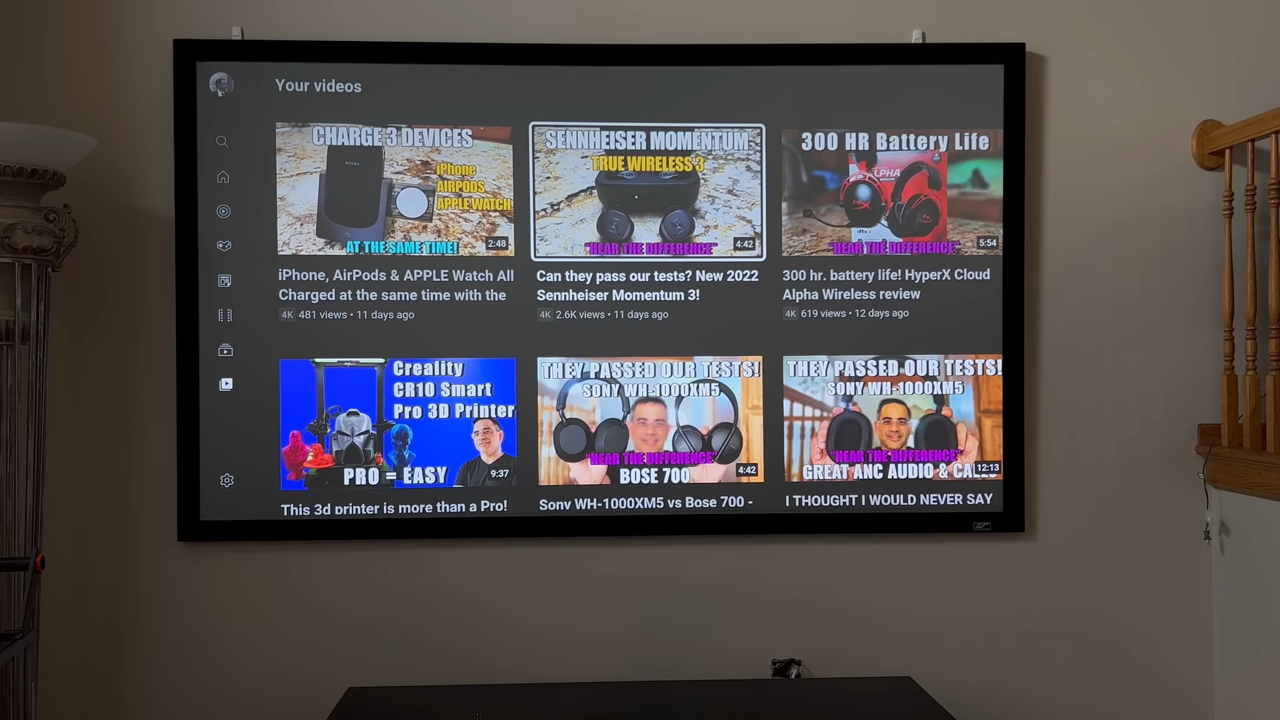 Your videos
CHARGE 3 DEVICES
iPhone
AIRPODS
APPLE WATCH
AT THE SAME TIME!
2:48
iPhone, AirPods & APPLE Watch All
Charged at the same time with the
4K 481 views • 11 days ago
SENNHEISER MOMENTUM
TRUE WIRELESS 3
"HEAR THE DIFFERENCE"
4:42
Can they pass our tests? New 2022
Sennheiser Momentum 3!
4K 2.6K views • 11 days ago
300 HR Battery Life
ALPHA
"HEAR THE DIFFERENCE"
5:54
300 hr. battery life! HyperX Cloud
Alpha Wireless review
4K 619 views • 12 days ago
Creality
CR10 Smart
Pro 3D Printer
PRO = EASY
9:37
This 3d printer is more than a Pro!
THEY PASSED OUR TESTS!
SONY WH-1000XM5
"HEAR THE DIFFERENCE"
BOSE 700
4:42
Sony WH-1000XM5 vs Bose 700 -
THEY PASSED OUR TESTS!
SONY WH-1000XM5
"HEAR THE DIFFERENCE"
GREAT ANC AUDIO & CALL
12:13
I THOUGHT I WOULD NEVER SAY